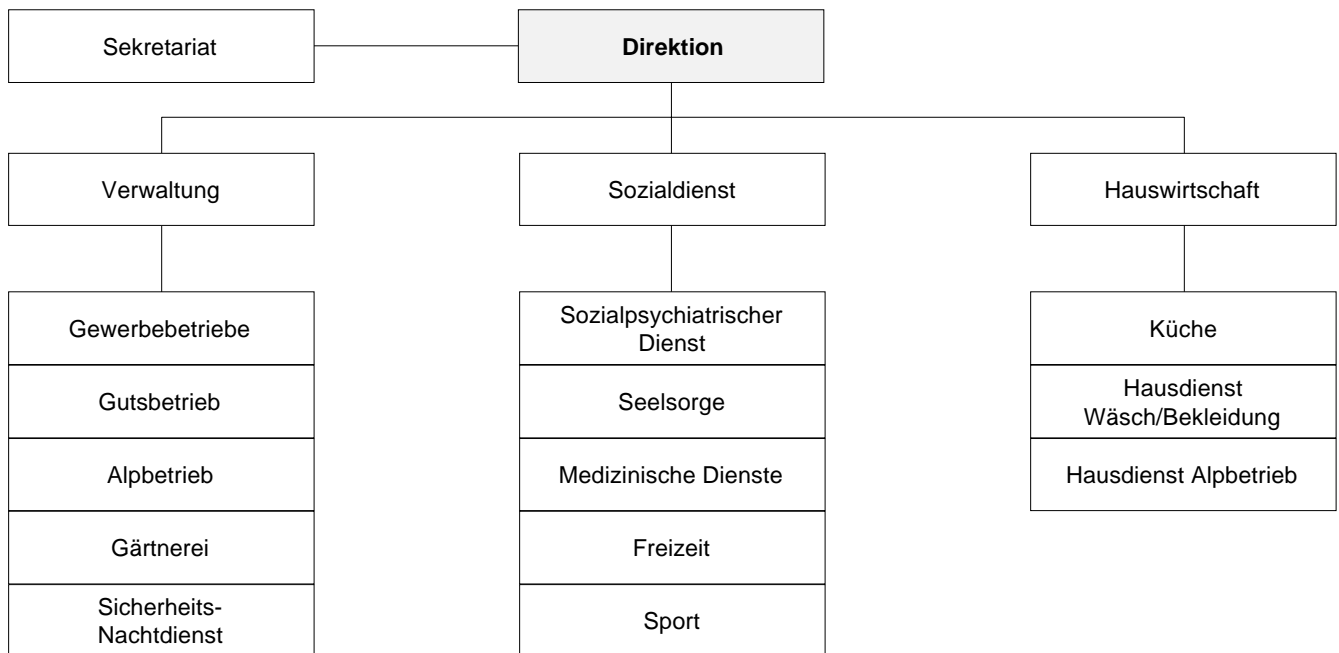 Sekretariat
Direktion
Verwaltung
Sozialdienst
Hauswirtschaft
Gewerbebetriebe
Gutsbetrieb
Alpbetrieb
Gärtnerei
Sicherheits-
Nachtdienst
Sozialpsychiatrischer
Dienst
Seelsorge
Medizinische Dienste
Freizeit
Sport
Küche
Hausdienst
Wäsch/Bekleidung
Hausdienst Alpbetrieb